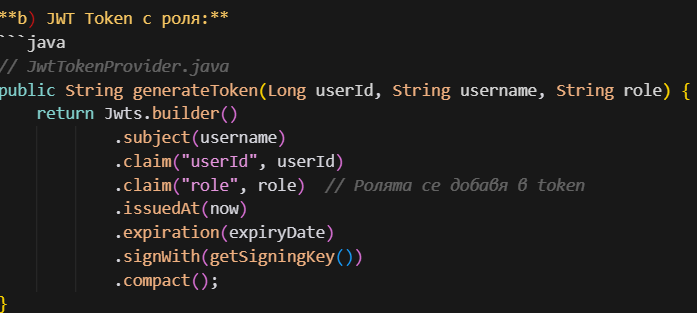 **b) JWT Token с роля:**
```java
// JwtTokenProvider.java
public String generateToken(Long userId, String username, String role) {
    return Jwts.builder()
            .subject(username)
            .claim("userId", userId)
            .claim("role", role)  // Ролята се добавя в token
            .issuedAt(now)
            .expiration(expiryDate)
            .signWith(getSigningKey())
            .compact();
}